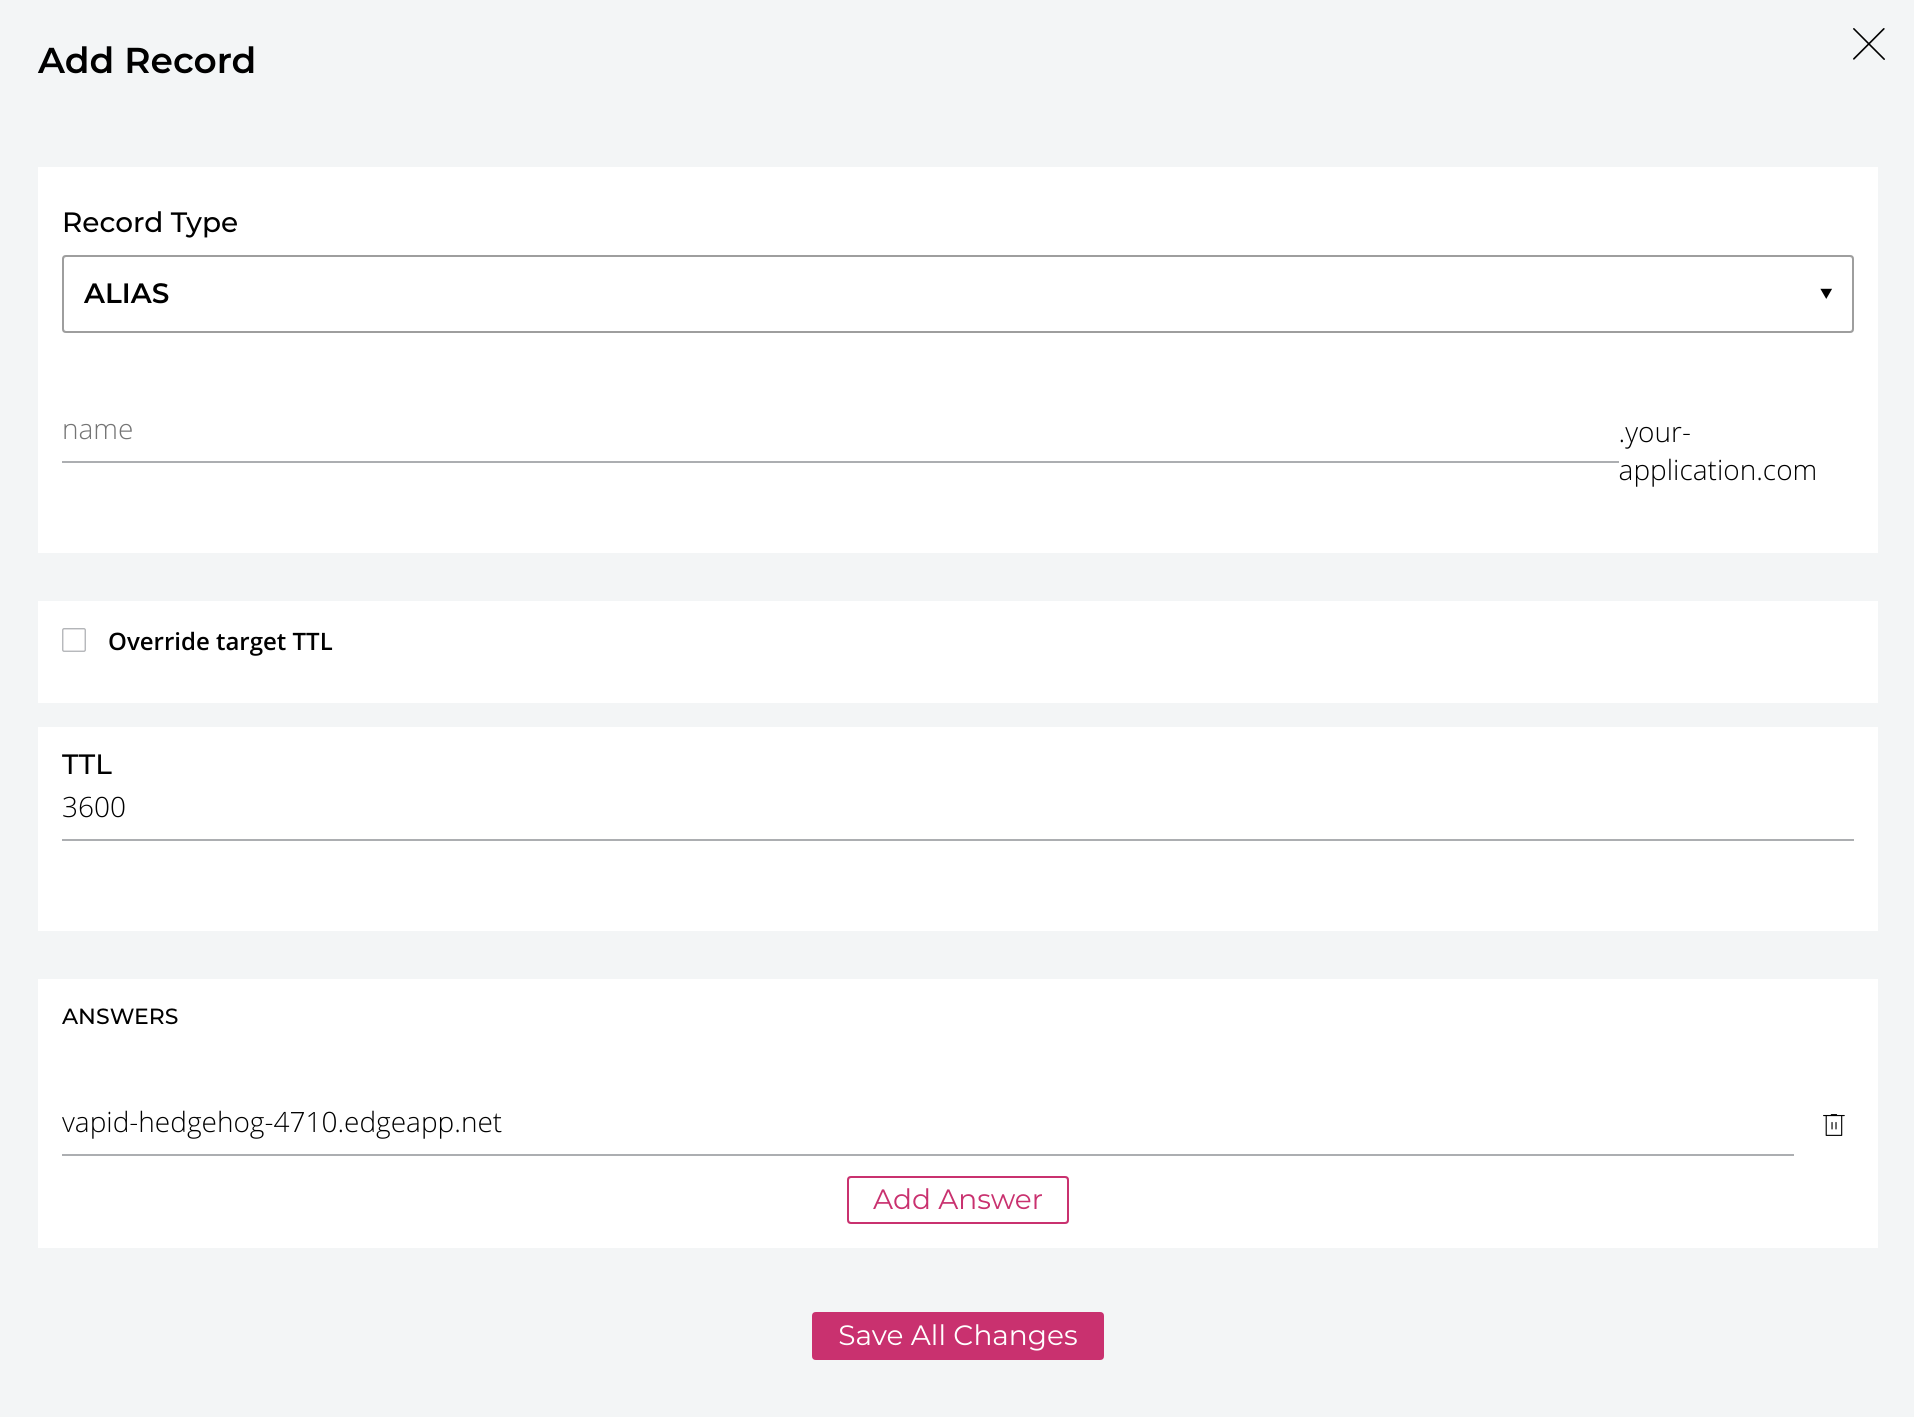 Add Record
Record Type
ALIAS
name
.your-
application.com
Override target TTL
TTL
3600
ANSWERS
vapid-hedgehog-4710.edgeapp.net
Add Answer
Save All Changes